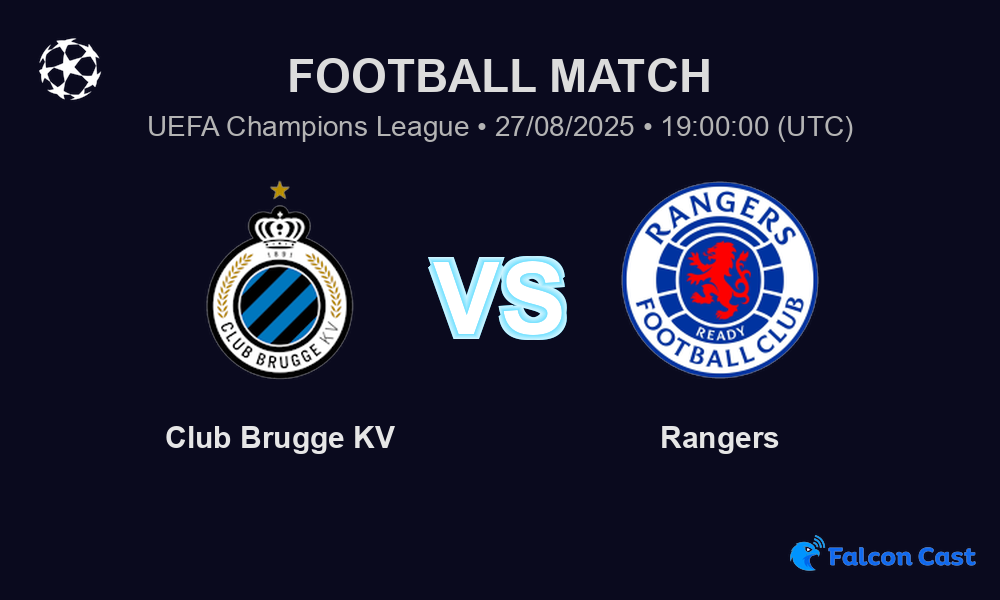 FOOTBALL MATCH
UEFA Champions League • 27/08/2025 • 19:00:00 (UTC)
1891
CLUB BRUGGE KV
VS
RANGERS
READY
FOOTBALL CLUB
Club Brugge KV
Rangers
Falcon Cast